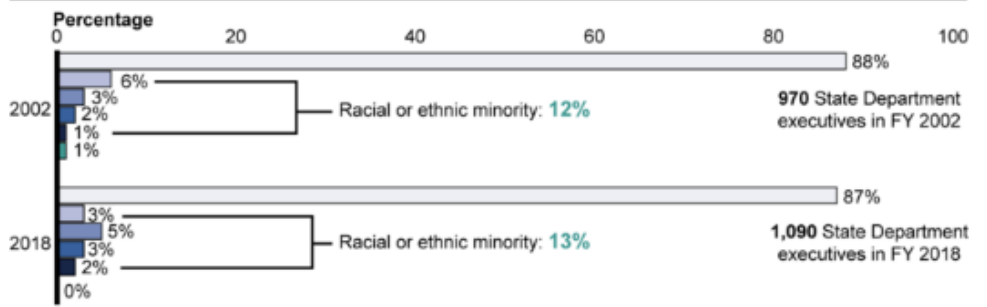 Percentage
0 20 40 60 80 100
88%
6%
3%
2002
2%
1%
1%
Racial or ethnic minority: 12%
970 State Department
executives in FY 2002
87%
3%
5%
2018
3%
2%
0%
Racial or ethnic minority: 13%
1,090 State Department
executives in FY 2018